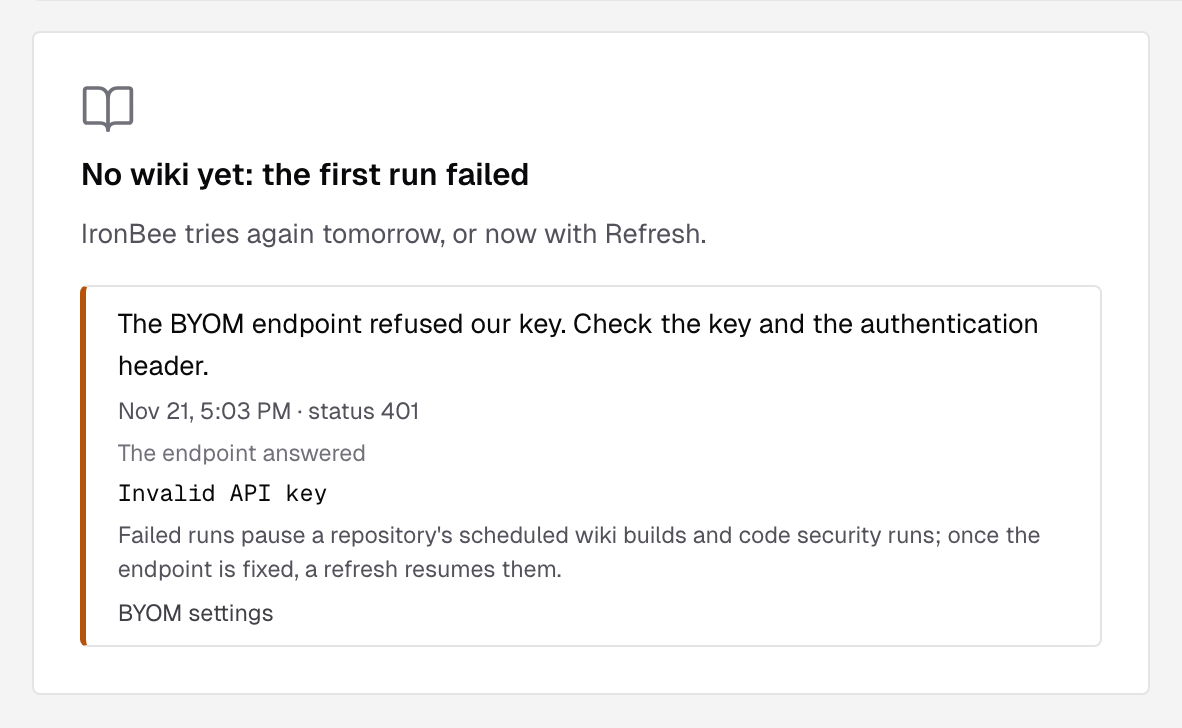 No wiki yet: the first run failed
IronBee tries again tomorrow, or now with Refresh.
The BYOM endpoint refused our key. Check the key and the authentication
header.
Nov 21, 5:03 PM · status 401
The endpoint answered
Invalid API key
Failed runs pause a repository's scheduled wiki builds and code security runs; once the
endpoint is fixed, a refresh resumes them.
BYOM settings